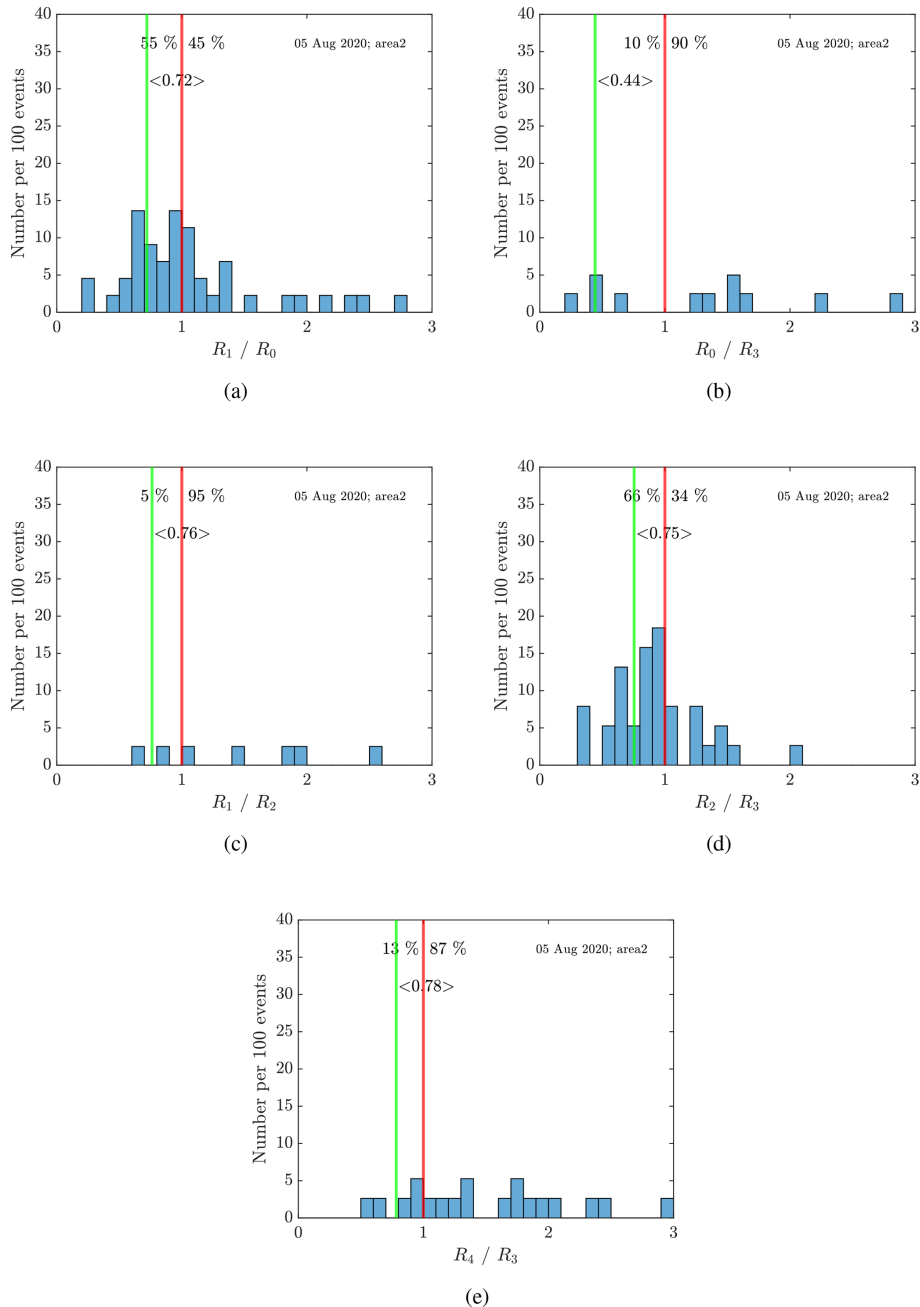 40
35
30
25
20
15
10
5
0
Number per 100 events
55 % 45 %
05 Aug 2020; area2
<0.72>
0 1 2 3
R₁ / R₀
(a)
40
35
30
25
20
15
10
5
0
Number per 100 events
10 % 90 %
05 Aug 2020; area2
<0.44>
0 1 2 3
R₀ / R₃
(b)
40
35
30
25
20
15
10
5
0
Number per 100 events
5 % 95 %
05 Aug 2020; area2
<0.76>
0 1 2 3
R₁ / R₂
(c)
40
35
30
25
20
15
10
5
0
Number per 100 events
66 % 34 %
05 Aug 2020; area2
<0.75>
0 1 2 3
R₂ / R₃
(d)
40
35
30
25
20
15
10
5
0
Number per 100 events
13 % 87 %
05 Aug 2020; area2
<0.78>
0 1 2 3
R₄ / R₃
(e)